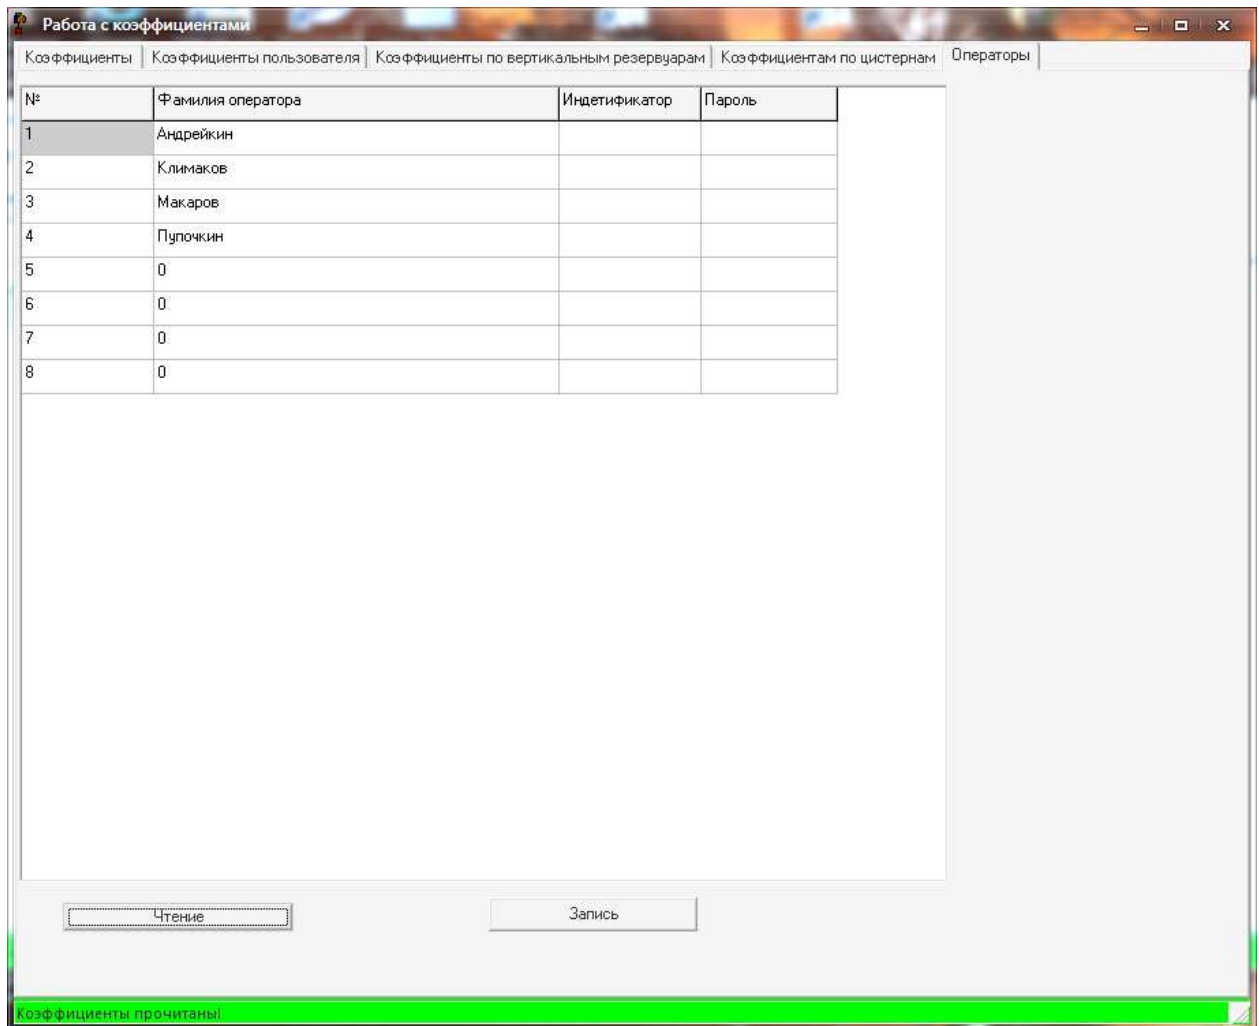 Работа с коэффициентами
Коэффициенты Коэффициенты пользователя Коэффициенты по вертикальным резервуарам Коэффициентам по цистернам Операторы
№ Фамилия оператора Индетификатор Пароль
1 Андрейкин
2 Климаков
3 Макаров
4 Пупочкин
5 0
6 0
7 0
8 0
Чтение Запись
Коэффициенты прочитаны!